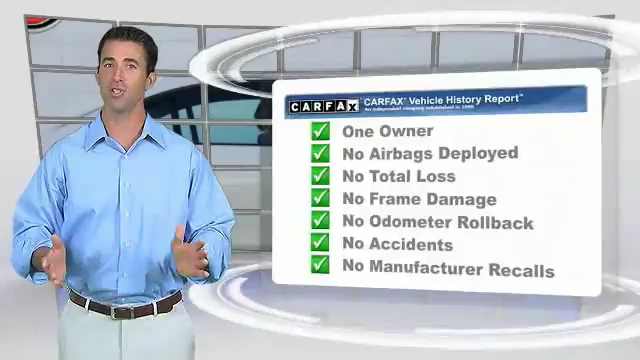 CARFAX CARFAX Vehicle History Report™
An independent company established in 1986
One Owner
No Airbags Deployed
No Total Loss
No Frame Damage
No Odometer Rollback
No Accidents
No Manufacturer Recalls